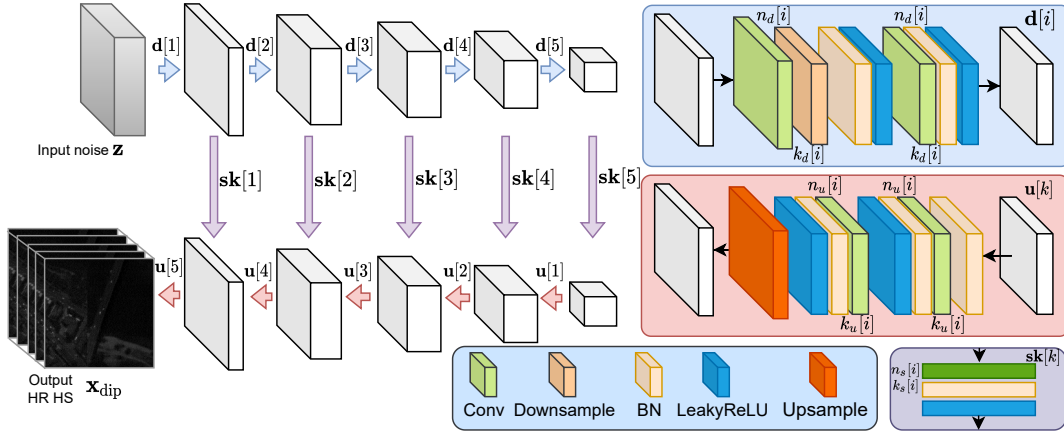 d[1]
d[2]
d[3]
d[4]
d[5]
Input noise z
sk[1]
sk[2]
sk[3]
sk[4]
sk[5]
u[5]
u[4]
u[3]
u[2]
u[1]
Output
HR HS
x_dip
n_d[i]
n_d[i]
d[i]
k_d[i]
k_d[i]
n_u[i]
n_u[i]
u[k]
k_u[i]
k_u[i]
Conv
Downsample
BN
LeakyReLU
Upsample
sk[k]
n_s[i]
k_s[i]